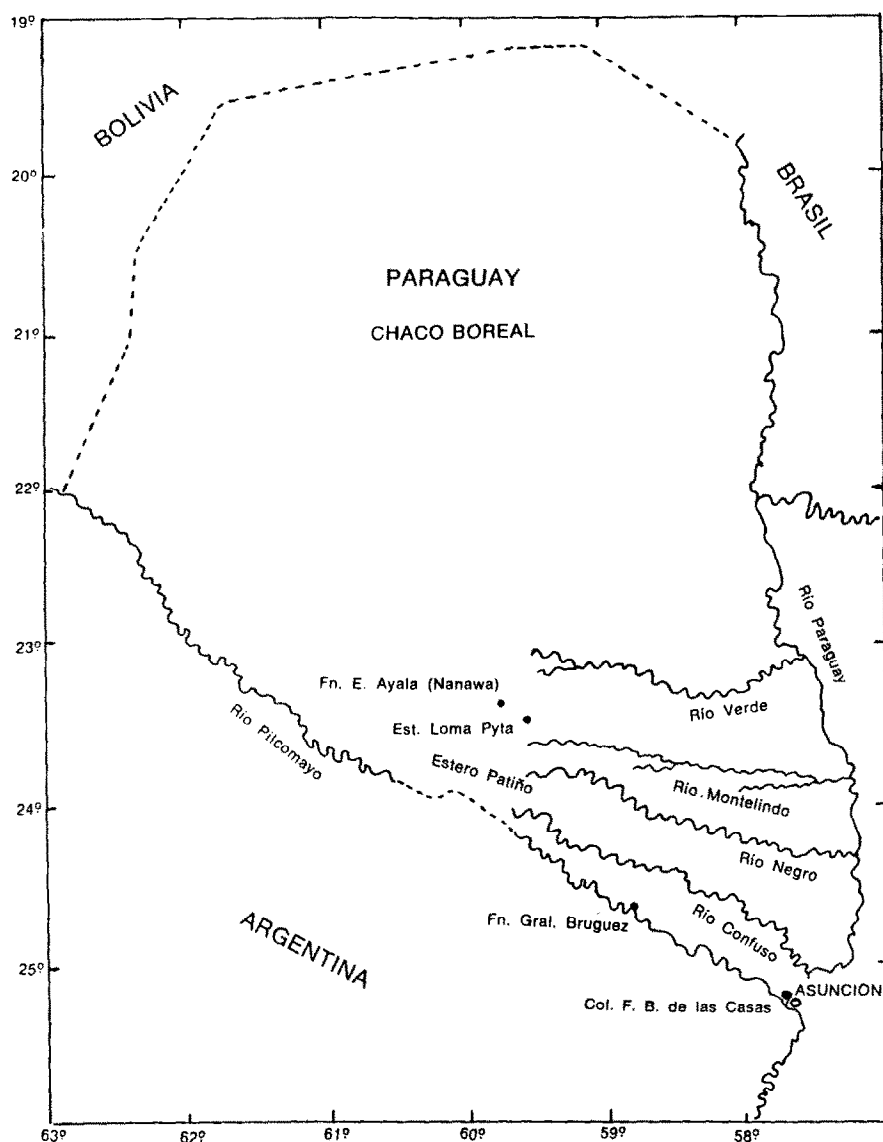 19º
BOLIVIA
BRASIL
20º
PARAGUAY
21º
CHACO BOREAL
22º
23º
Río Paraguay
Fn. E. Ayala (Nanawa)
Río Verde
Est. Loma Pyta
Río Pilcomayo
Estero Patiño
Río Montelindo
24º
Río Negro
Fn. Gral. Bruguez
Río Confuso
ARGENTINA
25º
ASUNCIÓN
Col. F. B. de las Casas
63º 62º 61º 60º 59º 58º